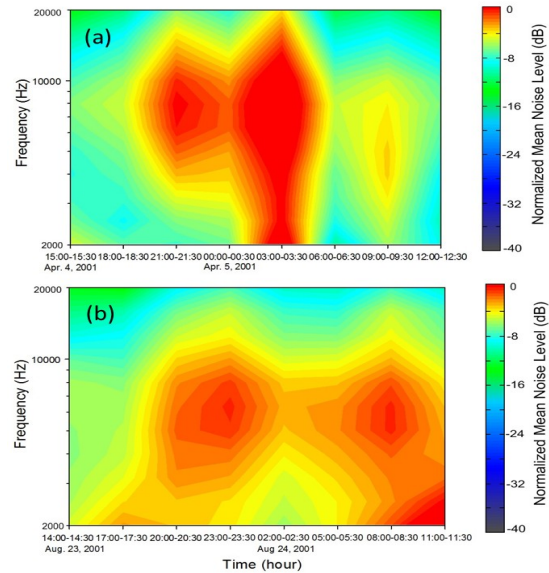 (a)
20000
10000
2000
Frequency (Hz)
15:00-15:30 18:00-18:30 21:00-21:30 00:00-00:30 03:00-03:30 06:00-06:30 09:00-09:30 12:00-12:30
Apr. 4, 2001 Apr. 5, 2001
0
-8
-16
-24
-32
-40
Normalized Mean Noise Level (dB)
(b)
20000
10000
2000
Frequency (Hz)
14:00-14:30 17:00-17:30 20:00-20:30 23:00-23:30 02:00-02:30 05:00-05:30 08:00-08:30 11:00-11:30
Aug. 23, 2001 Aug. 24, 2001
Time (hour)
0
-8
-16
-24
-32
-40
Normalized Mean Noise Level (dB)